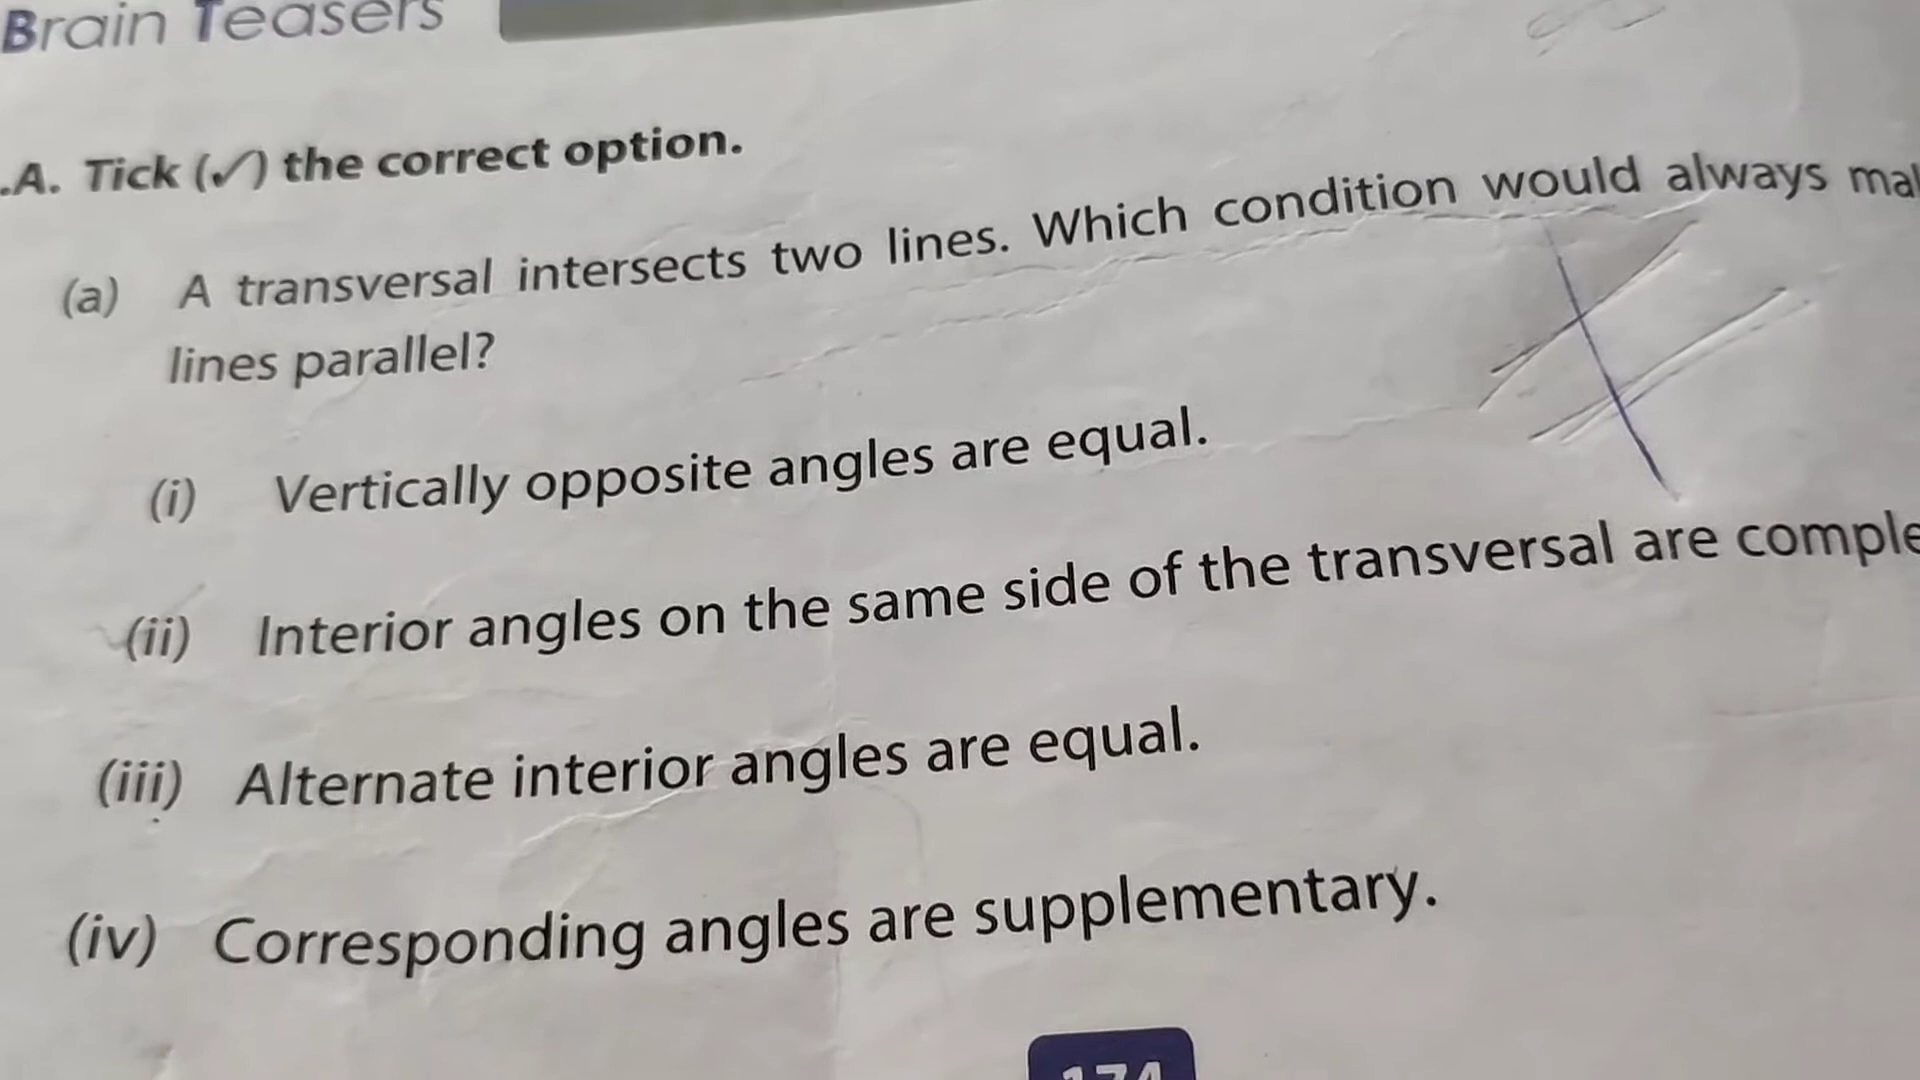 Brain Teasers
.A. Tick (✓) the correct option.
(a) A transversal intersects two lines. Which condition would always
lines parallel?
(i) Vertically opposite angles are equal.
(ii) Interior angles on the same side of the transversal are
(iii) Alternate interior angles are equal.
(iv) Corresponding angles are supplementary.
174